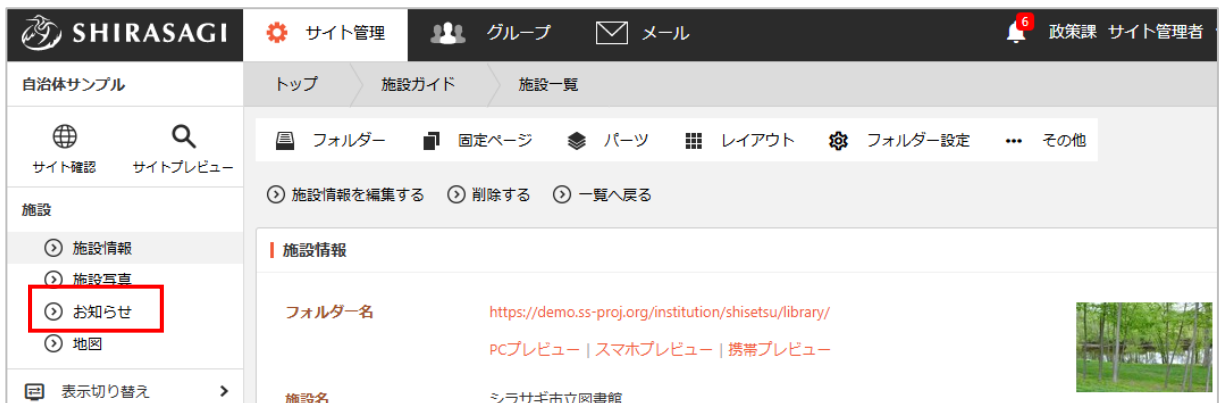 SHIRASAGI
サイト管理
グループ
メール
6
政策課 サイト管理者
自治体サンプル
トップ
施設ガイド
施設一覧
サイト確認
サイトプレビュー
フォルダー
固定ページ
パーツ
レイアウト
フォルダー設定
その他
施設情報を編集する
削除する
一覧へ戻る
施設
施設情報
施設写真
お知らせ
地図
表示切り替え
施設情報
フォルダー名
https://demo.ss-proj.org/institution/shisetsu/library/
PCプレビュー | スマホプレビュー | 携帯プレビュー
施設名
シラサギ市立図書館